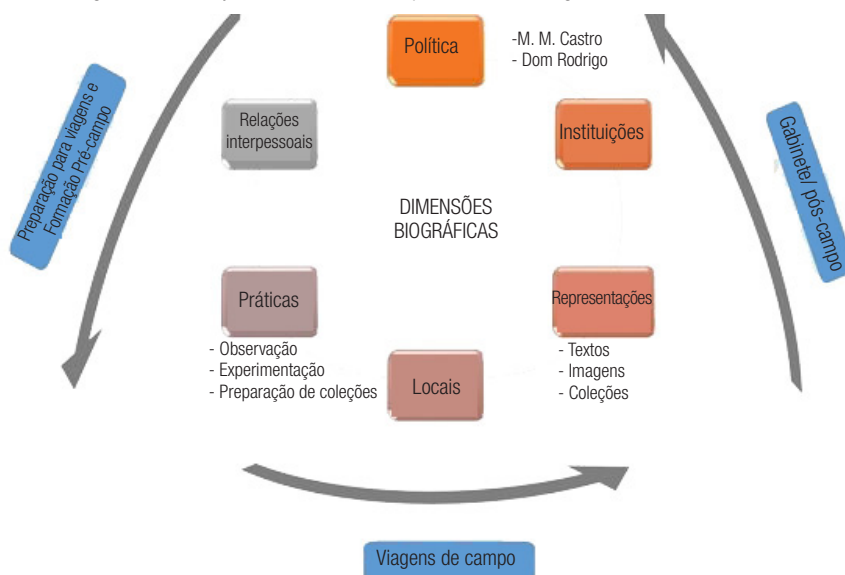 Política
-M. M. Castro
- Dom Rodrigo
Relações
interpessoais
Instituições
Preparação para viagens e
Formação Pré-campo
Gabinete/ pós-campo
DIMENSÕES
BIOGRÁFICAS
Práticas
- Observação
- Experimentação
- Preparação de coleções
Representações
- Textos
- Imagens
- Coleções
Locais
Viagens de campo